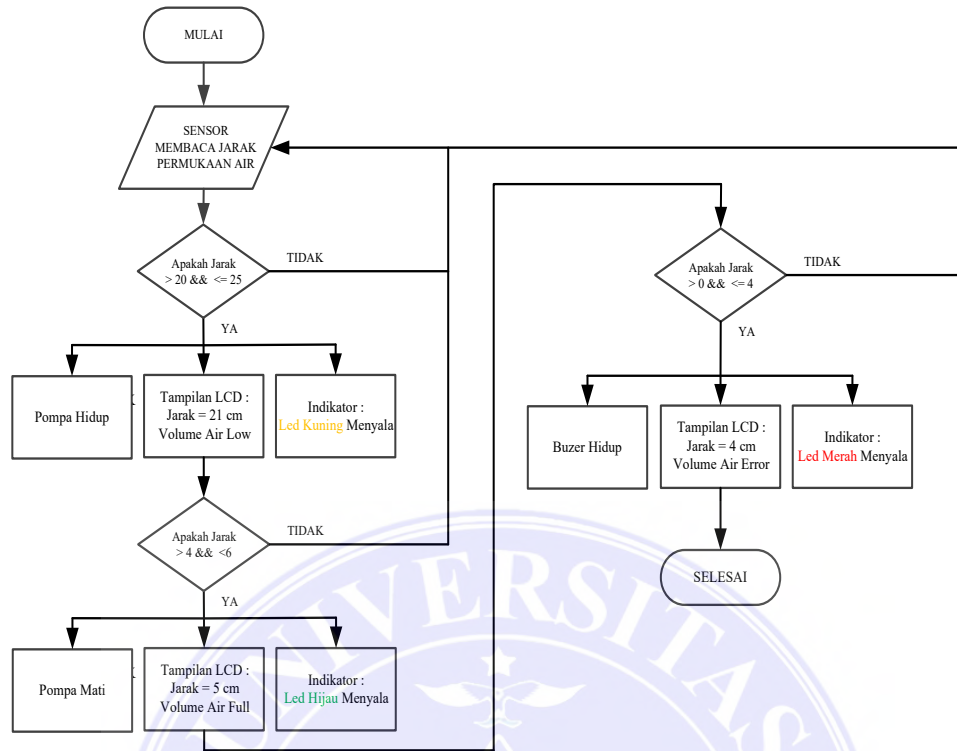 MULAI
SENSOR
MEMBACA JARAK
PERMUKAAN AIR
Apakah Jarak
> 20 && <= 25
TIDAK
YA
Pompa Hidup
Tampilan LCD :
Jarak = 21 cm
Volume Air Low
Indikator :
Led Kuning Menyala
Apakah Jarak
> 4 && <6
TIDAK
YA
Pompa Mati
Tampilan LCD :
Jarak = 5 cm
Volume Air Full
Indikator :
Led Hijau Menyala
Apakah Jarak
> 0 && <= 4
TIDAK
YA
Buzer Hidup
Tampilan LCD :
Jarak = 4 cm
Volume Air Error
Indikator :
Led Merah Menyala
SELESAI
UNIVERSITAS